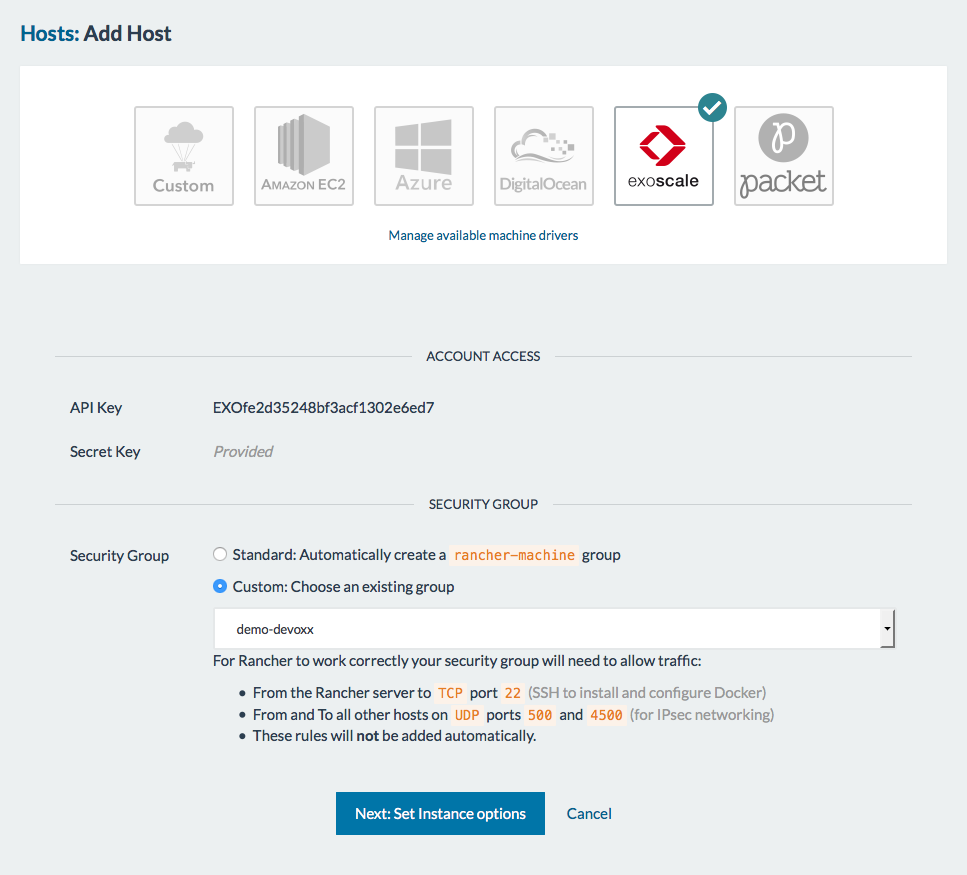 Hosts: Add Host
Custom
AMAZON EC2
Azure
DigitalOcean
exoscale
packet
Manage available machine drivers
ACCOUNT ACCESS
API Key EXOfe2d35248bf3acf1302e6ed7
Secret Key Provided
SECURITY GROUP
Security Group Standard: Automatically create a rancher-machine group
Custom: Choose an existing group
demo-devoxx
For Rancher to work correctly your security group will need to allow traffic:
• From the Rancher server to TCP port 22 (SSH to install and configure Docker)
• From and To all other hosts on UDP ports 500 and 4500 (for IPsec networking)
• These rules will not be added automatically.
Next: Set Instance options Cancel